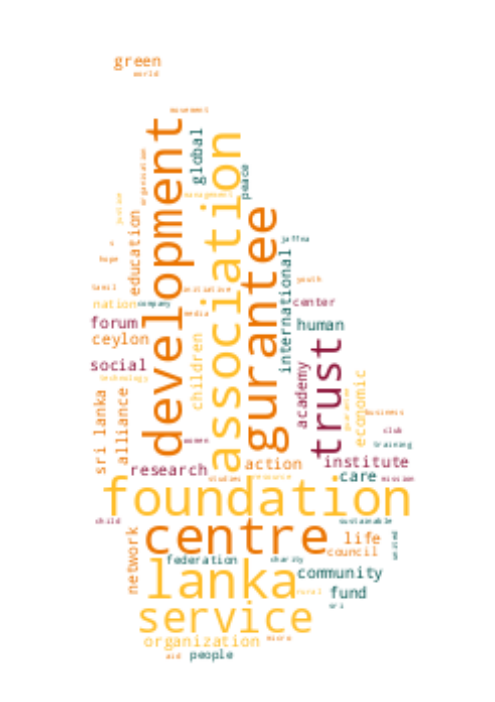 green
world
movement
development
global
association
organisation
peace
management
gurantee
education
jaffna
hope
international
youth
tamil
initiative
nation
company
center
media
forum
human
ceylon
children
trust
social
academy
economic
technology
sri lanka
alliance
business
club
women
training
research
action
institute
studies
resource
care
mission
foundation
child
sustainable
centre
life
network
council
federation
charity
lanka
community
rural
fund
sri
service
organization
micro
aid
people